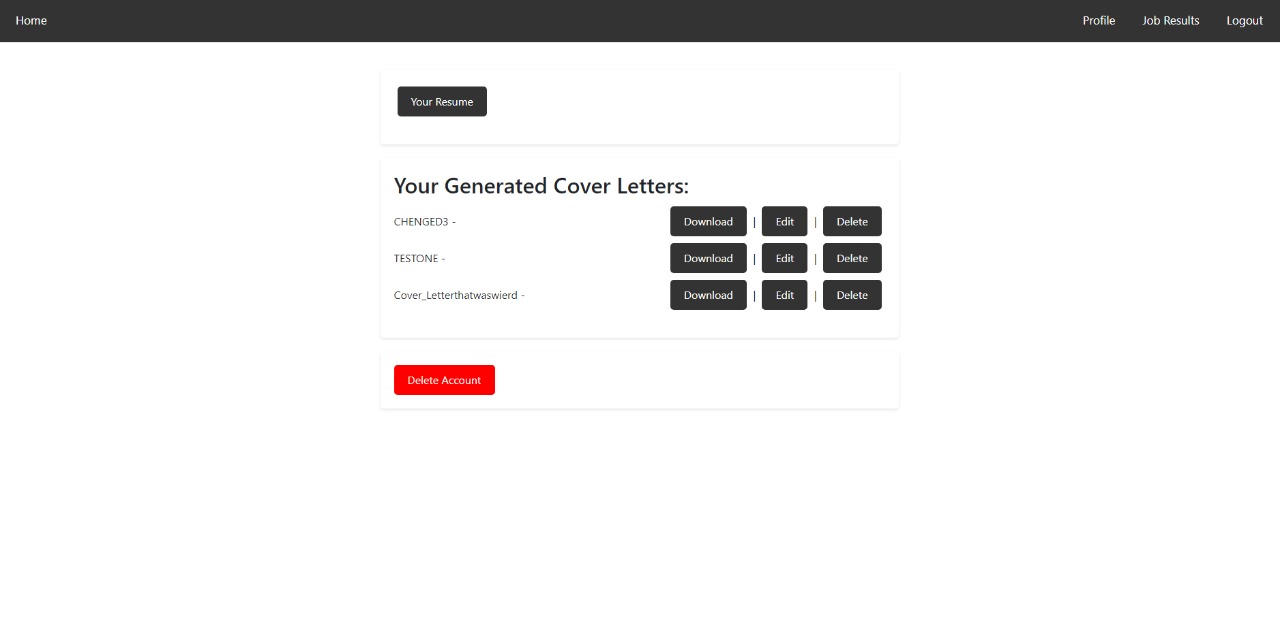 Home Profile Job Results Logout
Your Resume
Your Generated Cover Letters:
CHENGED3 - Download | Edit | Delete
TESTONE - Download | Edit | Delete
Cover_Letterthatwaswierd - Download | Edit | Delete
Delete Account